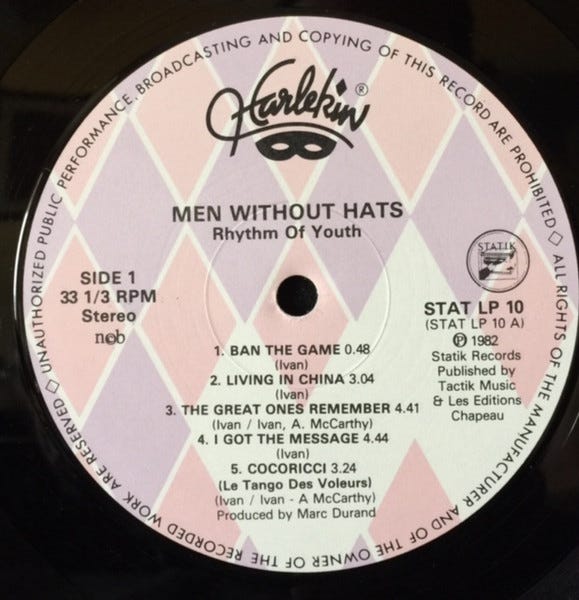 UNAUTHORIZED PUBLIC PERFORMANCE, BROADCASTING AND COPYING OF THIS RECORD ARE PROHIBITED ◇ ALL RIGHTS OF THE MANUFACTURER AND OF THE OWNER OF THE RECORDED WORK ARE RESERVED ◇
Harlekin ®
MEN WITHOUT HATS
Rhythm Of Youth
SIDE 1
33 1/3 RPM
Stereo
ncb
STATIK
STAT LP 10
(STAT LP 10 A)
℗ 1982
Statik Records
Published by
Tactik Music
& Les Editions
Chapeau
1. BAN THE GAME 0.48
(Ivan)
2. LIVING IN CHINA 3.04
(Ivan)
3. THE GREAT ONES REMEMBER 4.41
(Ivan / Ivan, A. McCarthy)
4. I GOT THE MESSAGE 4.44
(Ivan)
5. COCORICCI 3.24
(Le Tango Des Voleurs)
(Ivan / Ivan - A McCarthy)
Produced by Marc Durand